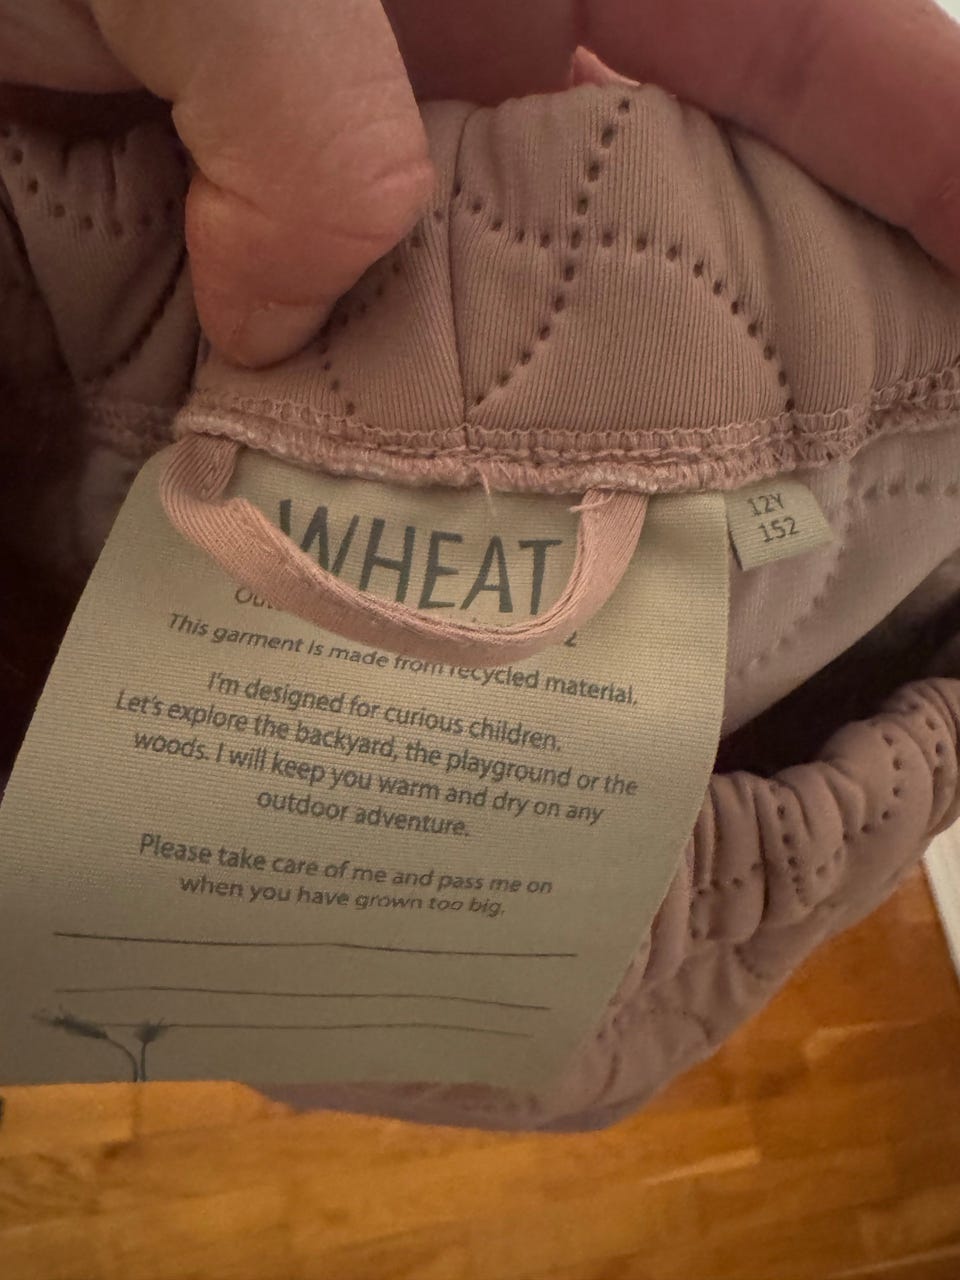 WHEAT
12Y
152
2
This garment is made from recycled material.
I'm designed for curious children.
Let's explore the backyard, the playground or the
woods. I will keep you warm and dry on any
outdoor adventure.
Please take care of me and pass me on
when you have grown too big.